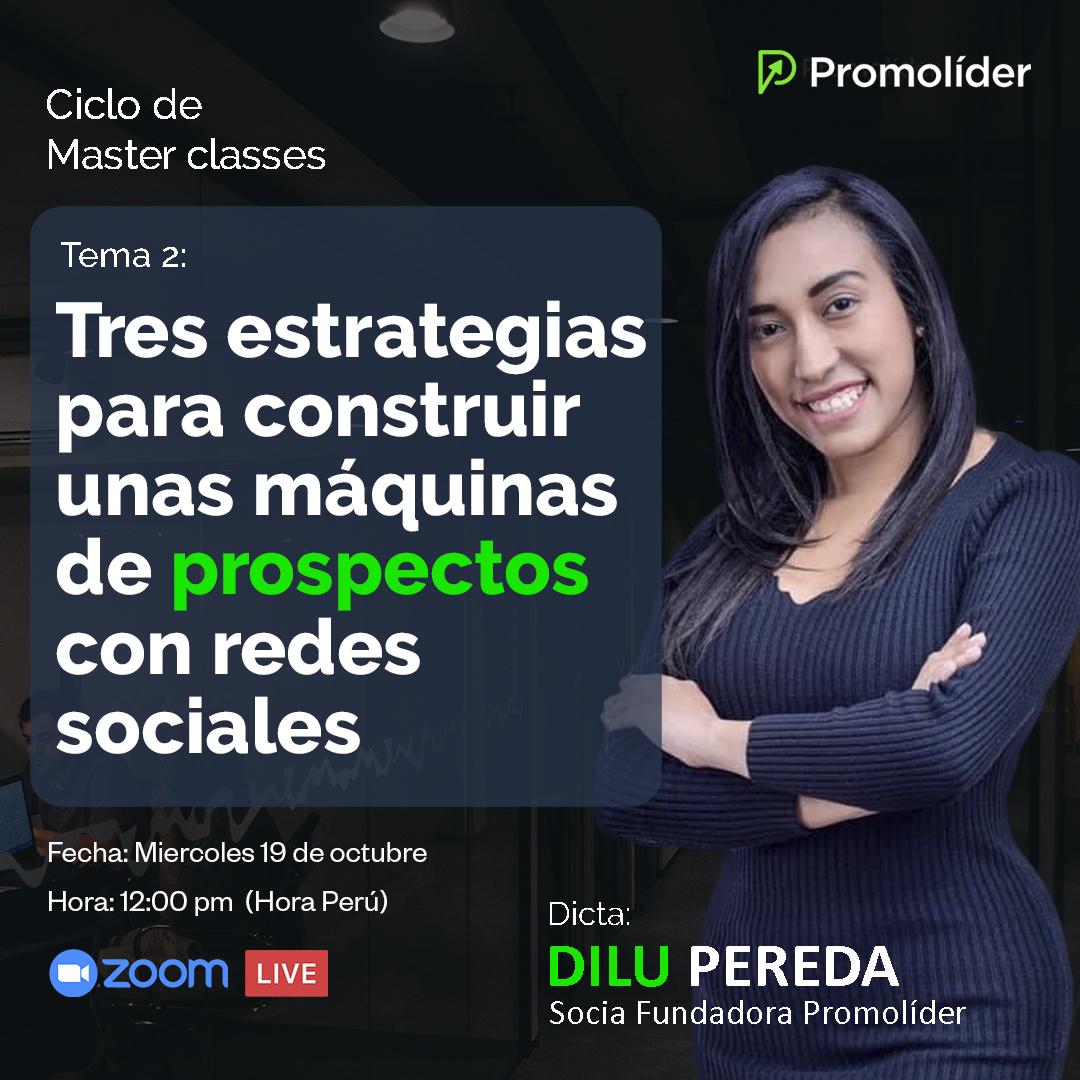 Promolíder
Ciclo de
Master classes
Tema 2:
Tres estrategias
para construir
unas máquinas
de prospectos
con redes
sociales
Fecha: Miercoles 19 de octubre
Hora: 12:00 pm (Hora Perú)
zoom LIVE
Dicta:
DILU PEREDA
Socia Fundadora Promolíder